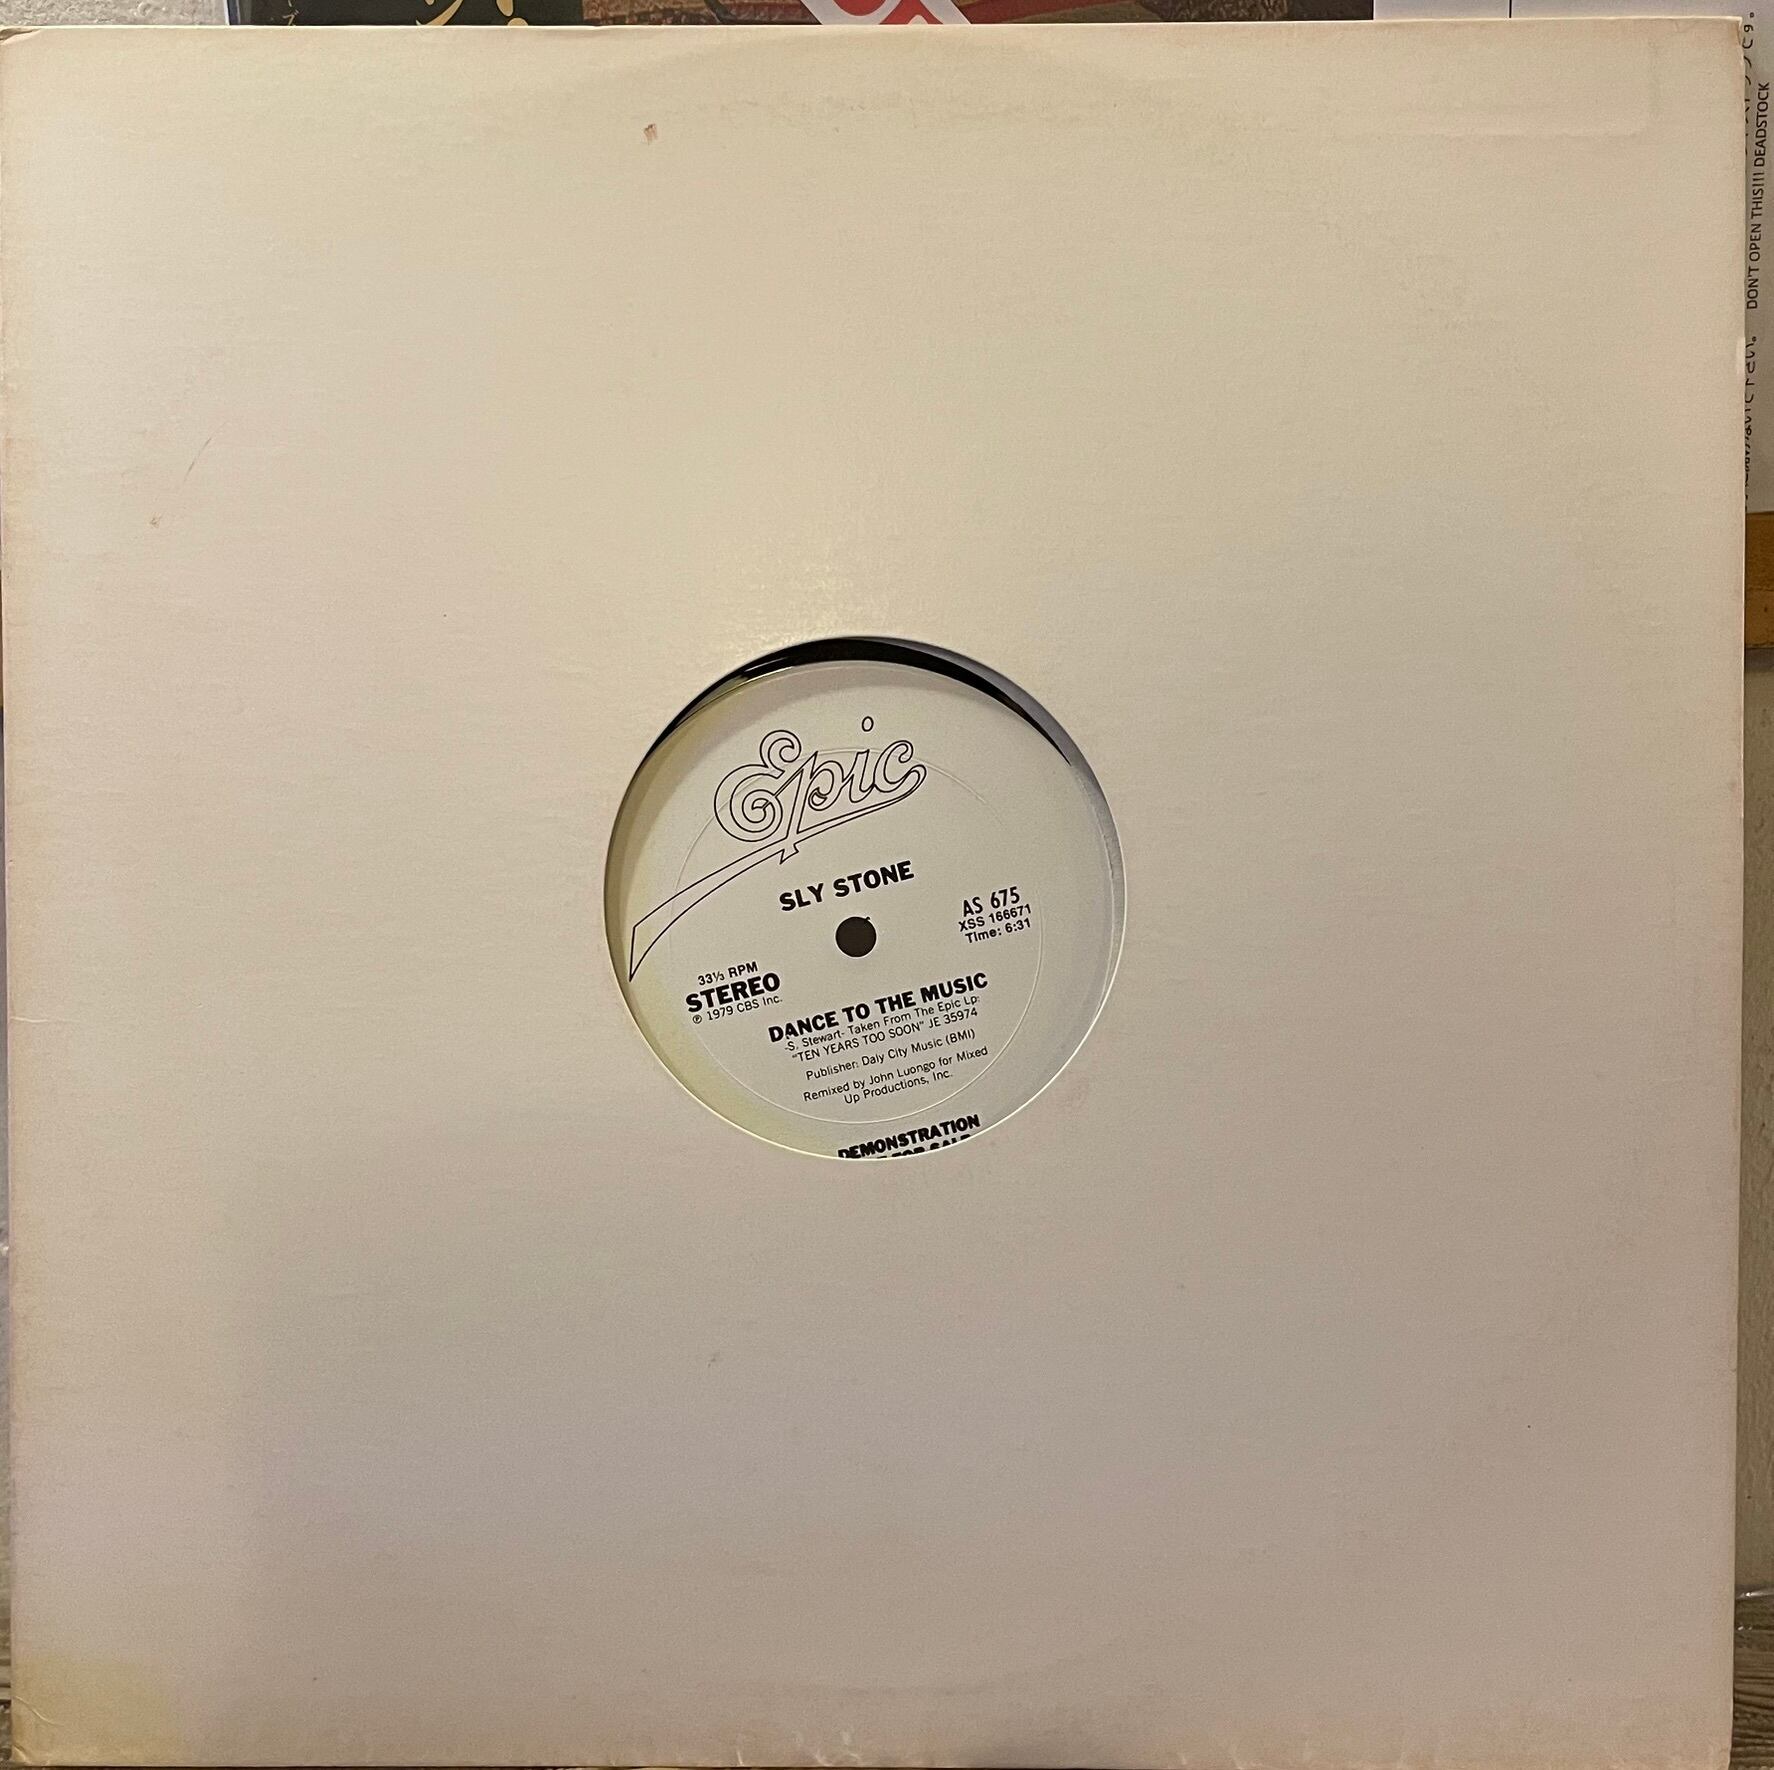 Epic
SLY STONE
AS 675
XSS 166671
Time: 6:31
33⅓ RPM
STEREO
℗ 1979 CBS Inc.
DANCE TO THE MUSIC
-S. Stewart- Taken From The Epic Lp:
"TEN YEARS TOO SOON" JE 35974
Publisher: Daly City Music (BMI)
Remixed by John Luongo for Mixed
Up Productions, Inc.
DEMONSTRATION
FOR SALE
DON'T OPEN THIS!!! DEADSTOCK